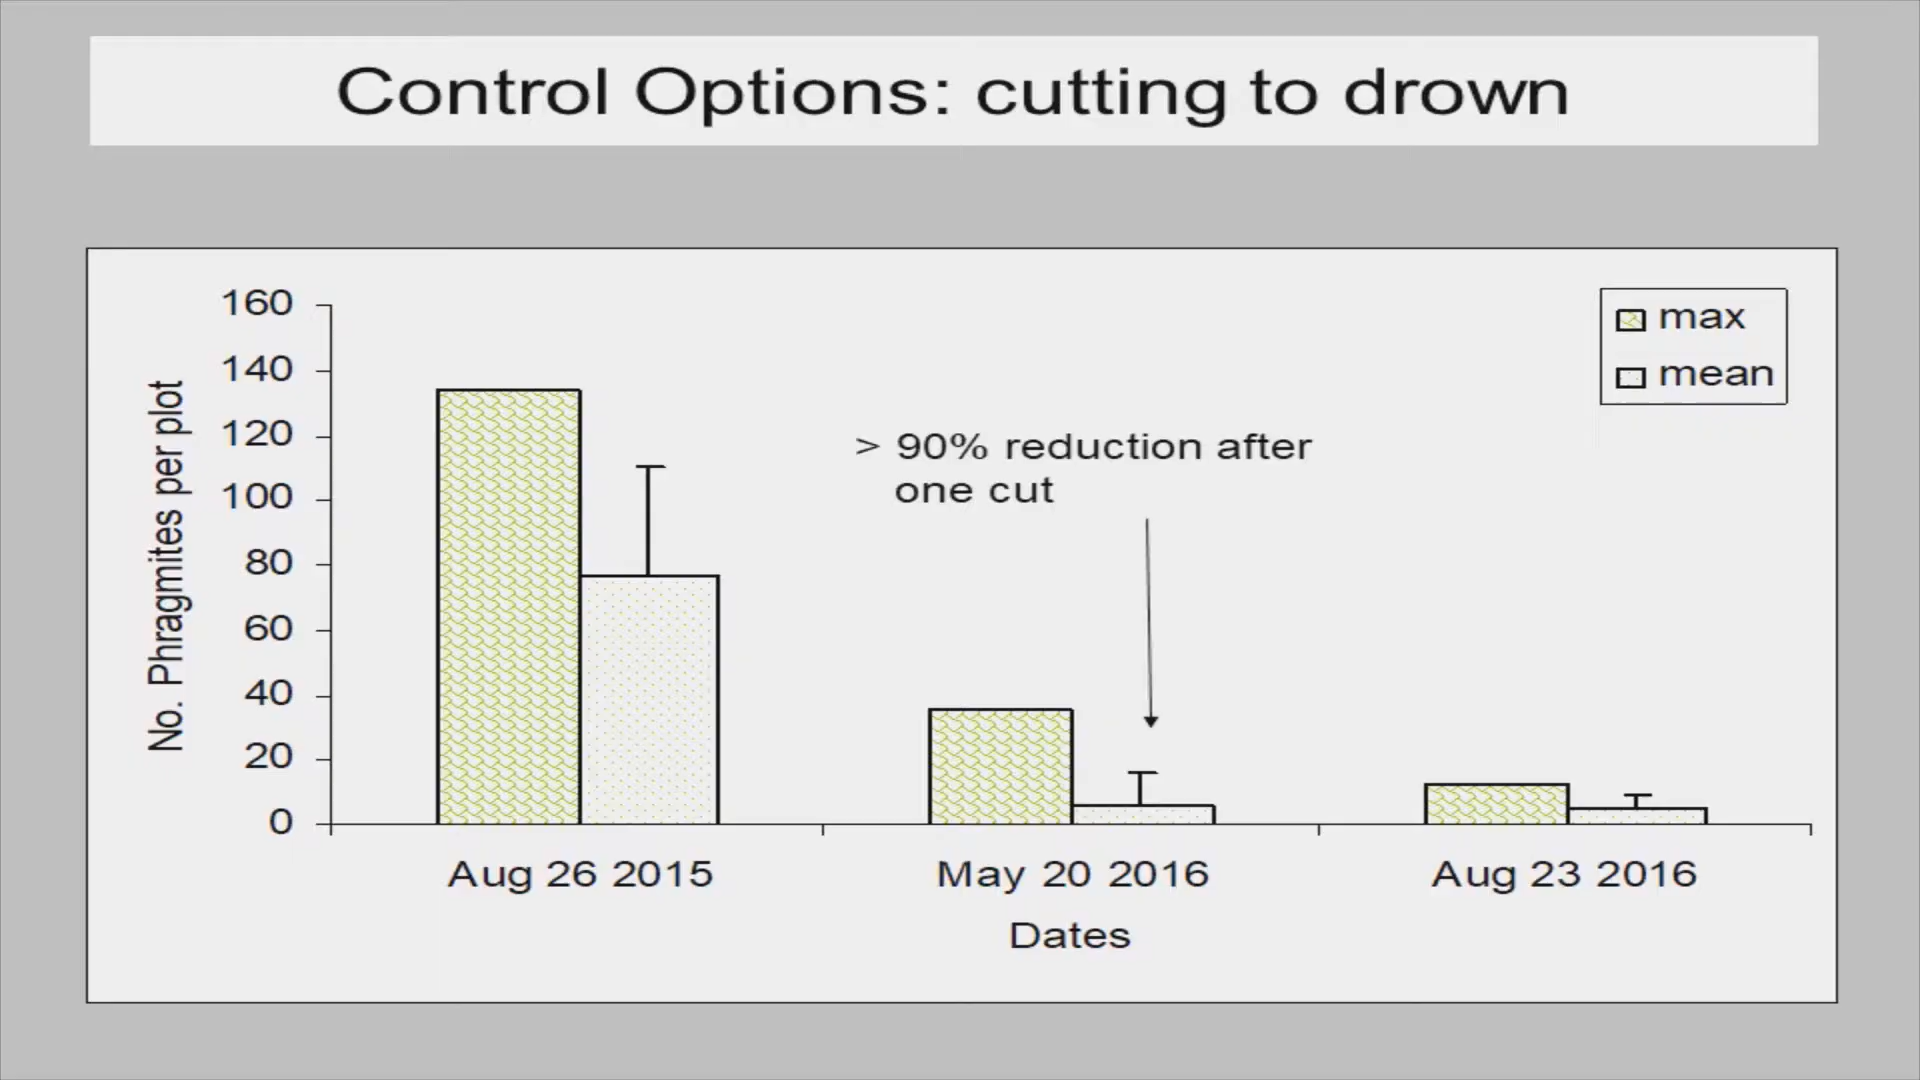 Control Options: cutting to drown
160
140
120
100
80
60
40
20
0
No. Phragmites per plot
max
mean
> 90% reduction after
one cut
Aug 26 2015
May 20 2016
Aug 23 2016
Dates